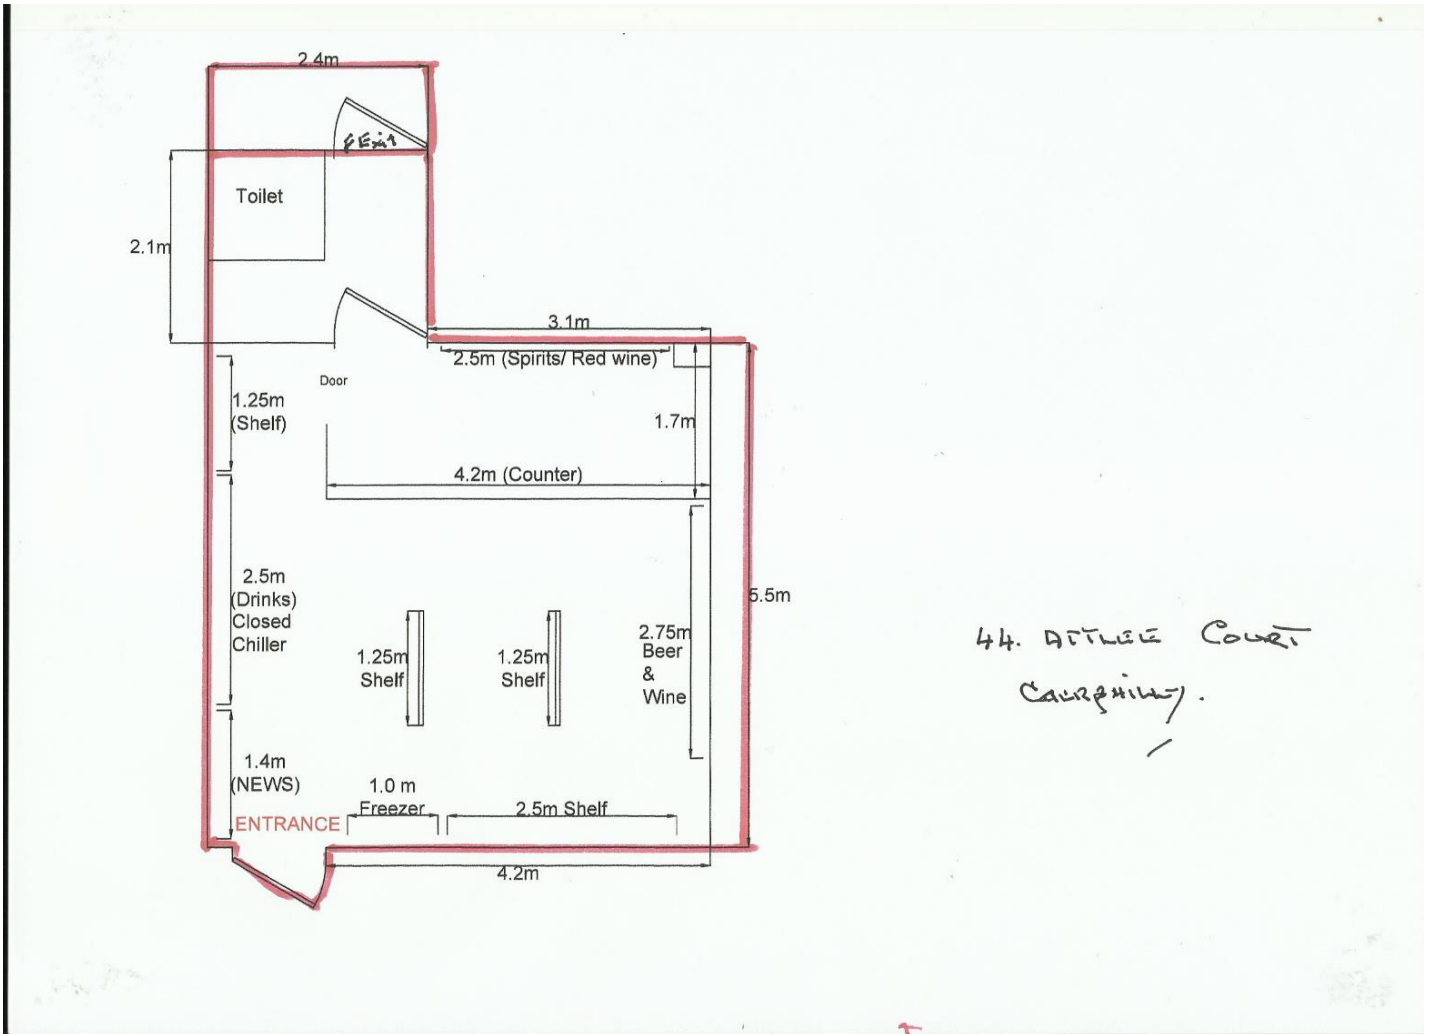 2.4m
Exit
Toilet
2.1m
3.1m
2.5m (Spirits/ Red wine)
Door
1.25m
(Shelf)
1.7m
4.2m (Counter)
2.5m
(Drinks)
Closed
Chiller
5.5m
2.75m
Beer
&
Wine
1.25m
Shelf
1.25m
Shelf
44. ATTLEE COURT
CAERPHILLY.
1.4m
(NEWS)
1.0 m
Freezer
2.5m Shelf
ENTRANCE
4.2m